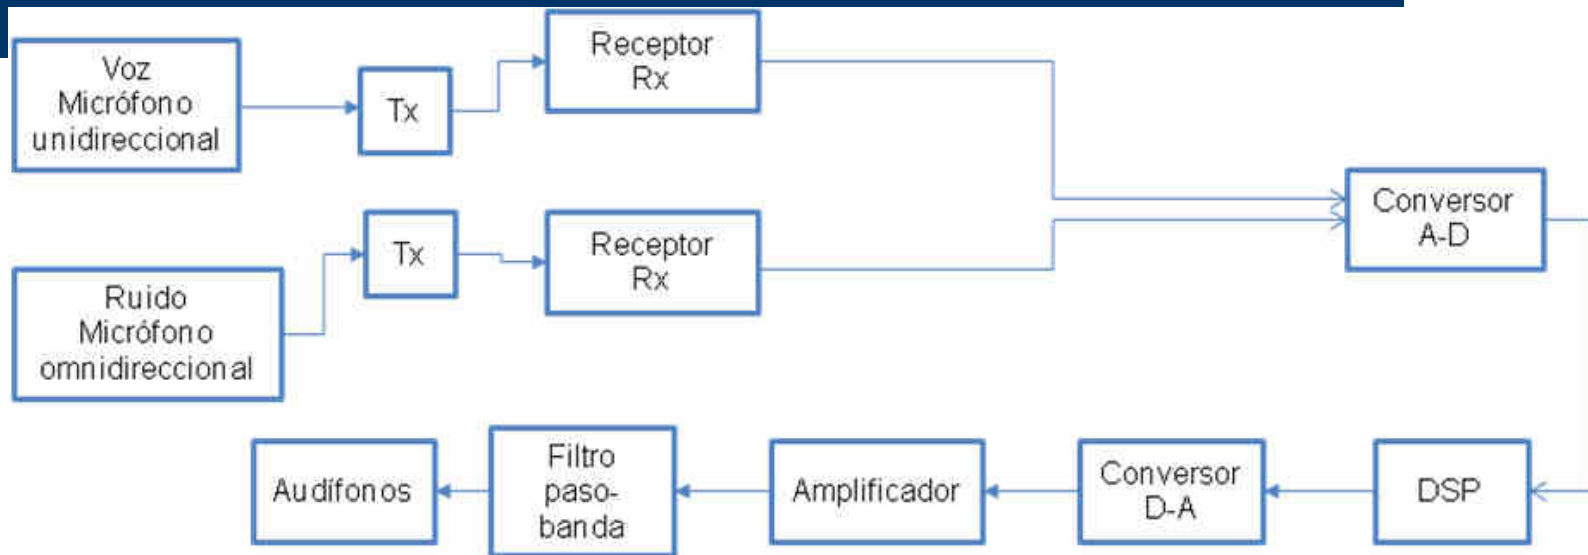 Voz
Micrófono
unidireccional
Tx
Receptor
Rx
Ruido
Micrófono
omnidireccional
Tx
Receptor
Rx
Conversor
A-D
Audífonos
Filtro
paso-
banda
Amplificador
Conversor
D-A
DSP